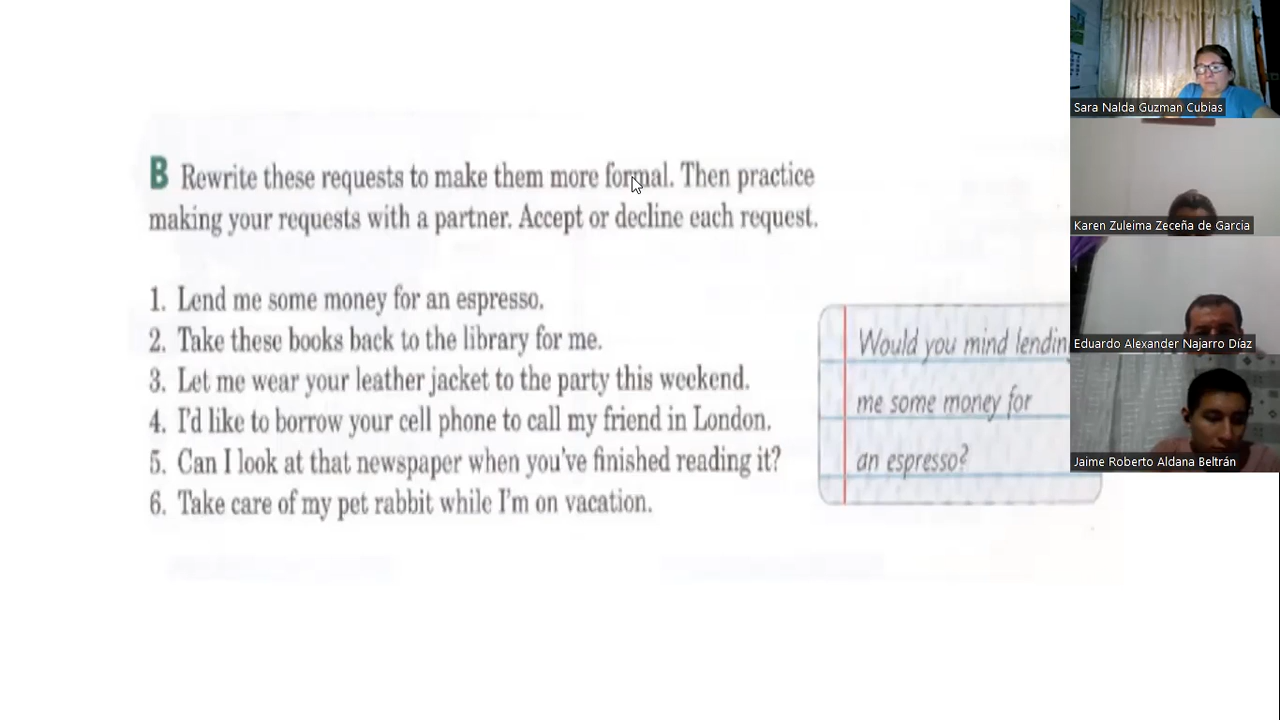 B Rewrite these requests to make them more formal. Then practice
making your requests with a partner. Accept or decline each request.
1. Lend me some money for an espresso.
2. Take these books back to the library for me.
3. Let me wear your leather jacket to the party this weekend.
4. I'd like to borrow your cell phone to call my friend in London.
5. Can I look at that newspaper when you've finished reading it?
6. Take care of my pet rabbit while I'm on vacation.
Would you mind lendin
me some money for
an espresso?
Sara Nalda Guzman Cubias
Karen Zuleima Zeceña de Garcia
Eduardo Alexander Najarro Díaz
Jaime Roberto Aldana Beltrán